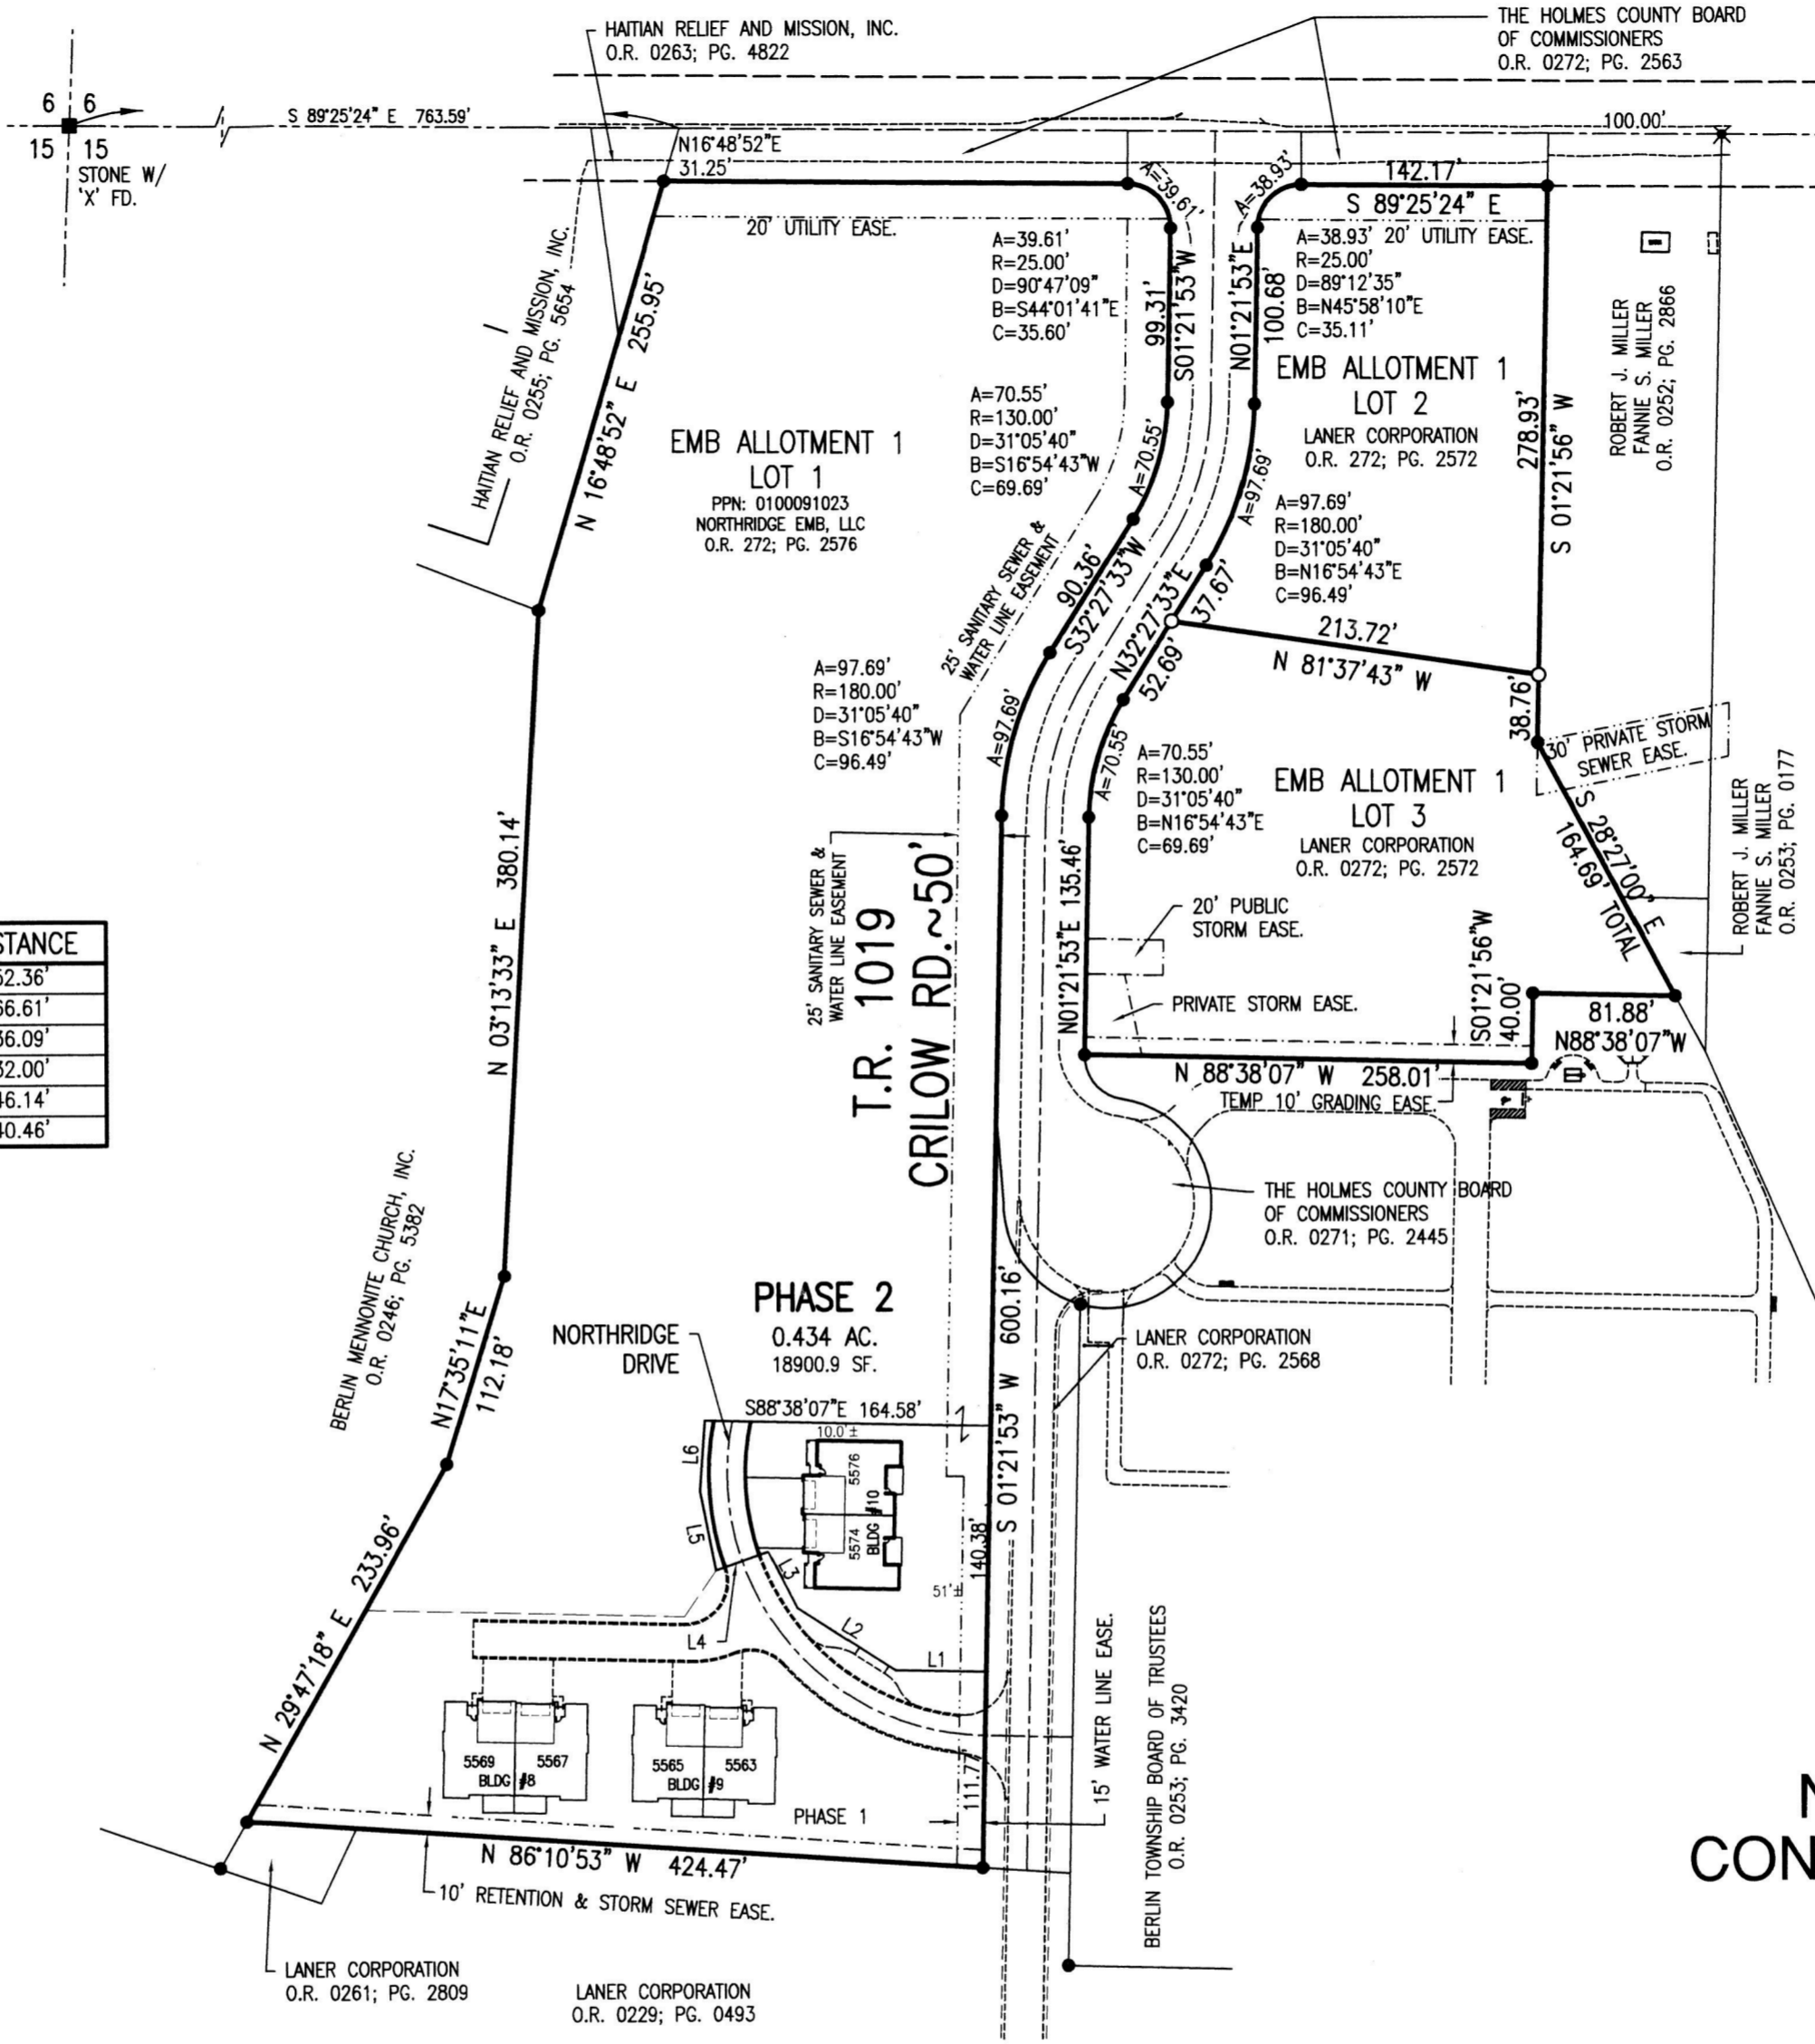 HAITIAN RELIEF AND MISSION, INC.
O.R. 0263; PG. 4822
THE HOLMES COUNTY BOARD
OF COMMISSIONERS
O.R. 0272; PG. 2563
6 6
15 15
STONE W/
'X' FD.
S 89°25'24" E 763.59'
N16°48'52"E
31.25'
100.00'
142.17'
S 89°25'24" E
20' UTILITY EASE.
A=39.61'
A=38.93'
A=39.61'
R=25.00'
D=90°47'09"
B=S44°01'41"E
C=35.60'
99.31'
S01°21'53"W
N01°21'53"E
100.68'
A=38.93' 20' UTILITY EASE.
R=25.00'
D=89°12'35"
B=N45°58'10"E
C=35.11'
HAITIAN RELIEF AND MISSION, INC.
O.R. 0255; PG. 5654
N 16°48'52" E 255.95'
EMB ALLOTMENT 1
LOT 1
PPN: 0100091023
NORTHRIDGE EMB, LLC
O.R. 272; PG. 2576
A=70.55'
R=130.00'
D=31°05'40"
B=S16°54'43"W
C=69.69'
A=70.55'
EMB ALLOTMENT 1
LOT 2
LANER CORPORATION
O.R. 272; PG. 2572
A=97.69'
A=97.69'
R=180.00'
D=31°05'40"
B=N16°54'43"E
C=96.49'
278.93'
S 01°21'56" W
ROBERT J. MILLER
FANNIE S. MILLER
O.R. 0252; PG. 2866
25' SANITARY SEWER &
WATER LINE EASEMENT
90.36'
S32°27'33"W
N32°27'33"E
37.67'
52.69'
213.72'
N 81°37'43" W
38.76'
30' PRIVATE STORM
SEWER EASE.
A=97.69'
R=180.00'
D=31°05'40"
B=S16°54'43"W
C=96.49'
A=97.69'
A=70.55'
A=70.55'
R=130.00'
D=31°05'40"
B=N16°54'43"E
C=69.69'
EMB ALLOTMENT 1
LOT 3
LANER CORPORATION
O.R. 0272; PG. 2572
S 28°27'00" E
164.69' TOTAL
ROBERT J. MILLER
FANNIE S. MILLER
O.R. 0253; PG. 0177
N 03°13'33" E 380.14'
25' SANITARY SEWER &
WATER LINE EASEMENT
T.R. 1019
CRILOW RD.~50'
N01°21'53"E 135.46'
20' PUBLIC
STORM EASE.
PRIVATE STORM EASE.
S01°21'56"W
40.00'
81.88'
N88°38'07"W
N 88°38'07" W 258.01'
TEMP 10' GRADING EASE.
STANCE
52.36'
66.61'
36.09'
32.00'
46.14'
40.46'
THE HOLMES COUNTY BOARD
OF COMMISSIONERS
O.R. 0271; PG. 2445
BERLIN MENNONITE CHURCH, INC.
O.R. 0246; PG. 5382
N17°35'11"E
112.18'
PHASE 2
0.434 AC.
18900.9 SF.
NORTHRIDGE
DRIVE
LANER CORPORATION
O.R. 0272; PG. 2568
S 01°21'53" W 600.16'
S88°38'07"E 164.58'
10.0'±
L6
L5
L3
5576
5574
BLDG #10
140.38'
51'±
L2
L1
L4
N 29°47'18" E 233.96'
5569 5567
BLDG #8
5565 5563
BLDG #9
PHASE 1
111.77'
15' WATER LINE EASE.
BERLIN TOWNSHIP BOARD OF TRUSTEES
O.R. 0253; PG. 3420
N 86°10'53" W 424.47'
10' RETENTION & STORM SEWER EASE.
N
CON
LANER CORPORATION
O.R. 0261; PG. 2809
LANER CORPORATION
O.R. 0229; PG. 0493